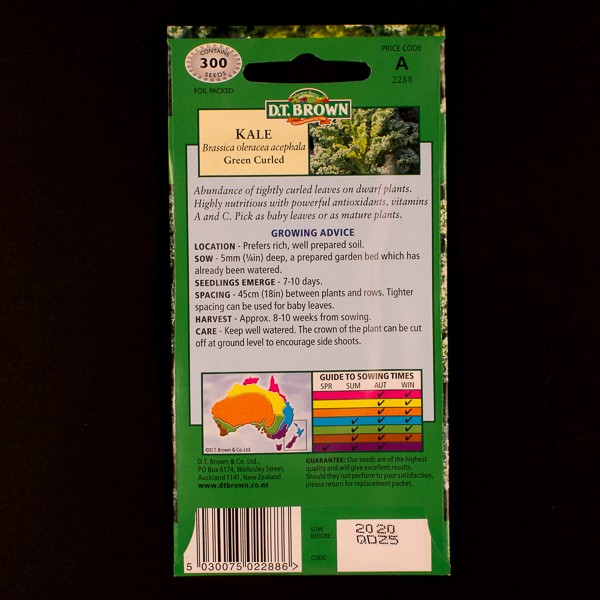 CONTAINS
300
SEEDS
FOIL PACKED
PRICE CODE
A
2288
D.T. BROWN
KALE
Brassica oleracea acephala
Green Curled
Abundance of tightly curled leaves on dwarf plants.
Highly nutritious with powerful antioxidants, vitamins
A and C. Pick as baby leaves or as mature plants.
GROWING ADVICE
LOCATION - Prefers rich, well prepared soil.
SOW - 5mm (¼in) deep, a prepared garden bed which has
already been watered.
SEEDLINGS EMERGE - 7-10 days.
SPACING - 45cm (18in) between plants and rows. Tighter
spacing can be used for baby leaves.
HARVEST - Approx. 8-10 weeks from sowing.
CARE - Keep well watered. The crown of the plant can be cut
off at ground level to encourage side shoots.
GUIDE TO SOWING TIMES
SPR SUM AUT WIN
©D.T. Brown & Co. Ltd.
D.T. Brown & Co. Ltd.,
PO Box 6174, Wellesley Street,
Auckland 1141, New Zealand.
www.dtbrown.co.nz
GUARANTEE: Our seeds are of the highest
quality and will give excellent results.
Should they not perform to your satisfaction,
please return for replacement packet.
5 030075 022886 >
SOW
BEFORE:
2020
CODE:
QD25